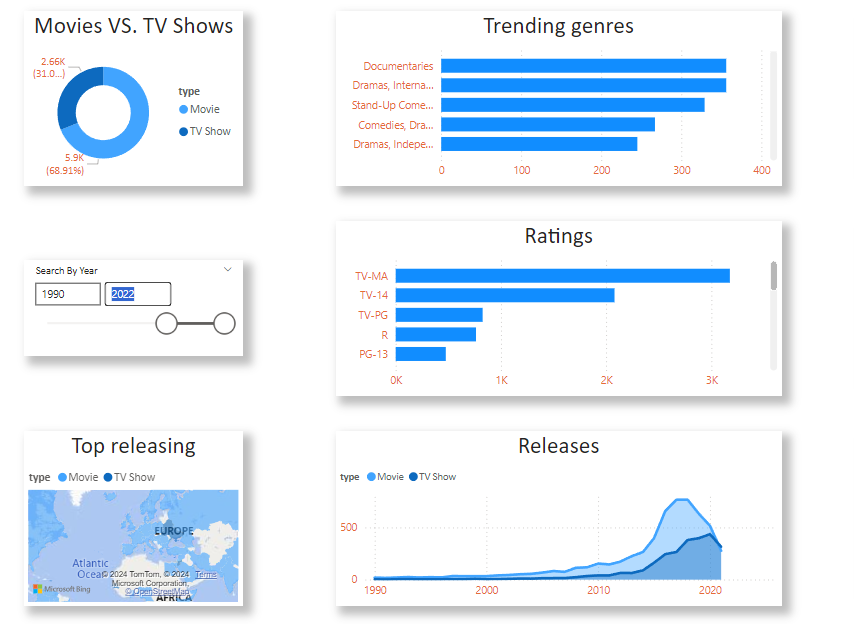 Movies VS. TV Shows
2.66K
(31.0...)
5.9K
(68.91%)
type
Movie
TV Show
Trending genres
Documentaries
Dramas, Interna...
Stand-Up Come...
Comedies, Dra...
Dramas, Indepe...
0 100 200 300 400
Search By Year
1990 2022
Ratings
TV-MA
TV-14
TV-PG
R
PG-13
0K 1K 2K 3K
Top releasing
type Movie TV Show
EUROPE
Atlantic
Ocean
© 2024 TomTom, © 2024 Terms
Microsoft Corporation,
© OpenStreetMap
Microsoft Bing
AFRICA
Releases
type Movie TV Show
500
0
1990 2000 2010 2020